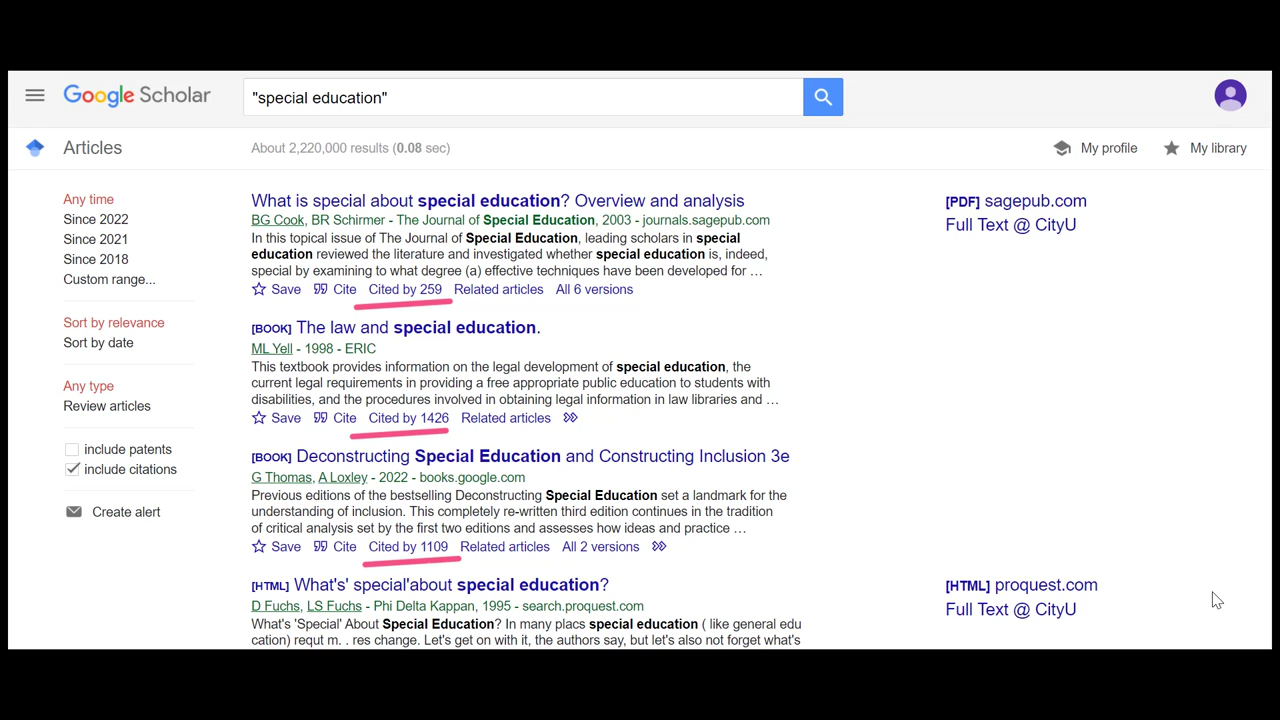 Google Scholar
"special education"
Articles
About 2,220,000 results (0.08 sec)
My profile
My library
Any time
Since 2022
Since 2021
Since 2018
Custom range...
Sort by relevance
Sort by date
Any type
Review articles
include patents
include citations
Create alert
What is special about special education? Overview and analysis
BG Cook, BR Schirmer - The Journal of Special Education, 2003 - journals.sagepub.com
In this topical issue of The Journal of Special Education, leading scholars in special
education reviewed the literature and investigated whether special education is, indeed,
special by examining to what degree (a) effective techniques have been developed for …
Save Cite Cited by 259 Related articles All 6 versions
[PDF] sagepub.com
Full Text @ CityU
[BOOK] The law and special education.
ML Yell - 1998 - ERIC
This textbook provides information on the legal development of special education, the
current legal requirements in providing a free appropriate public education to students with
disabilities, and the procedures involved in obtaining legal information in law libraries and …
Save Cite Cited by 1426 Related articles
[BOOK] Deconstructing Special Education and Constructing Inclusion 3e
G Thomas, A Loxley - 2022 - books.google.com
Previous editions of the bestselling Deconstructing Special Education set a landmark for the
understanding of inclusion. This completely re-written third edition continues in the tradition
of critical analysis set by the first two editions and assesses how ideas and practice …
Save Cite Cited by 1109 Related articles All 2 versions
[HTML] What's' special'about special education?
D Fuchs, LS Fuchs - Phi Delta Kappan, 1995 - search.proquest.com
What's 'Special' About Special Education? In many placs special education ( like general edu
cation) requt m. . res change. Let's get on with it, the authors say, but let's also not forget what's
[HTML] proquest.com
Full Text @ CityU